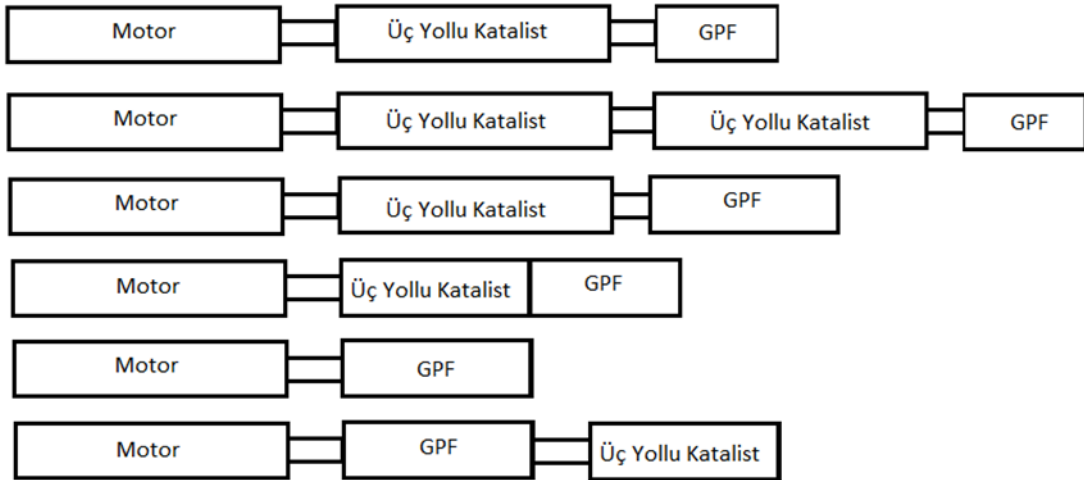 Motor Üç Yollu Katalist GPF
Motor Üç Yollu Katalist Üç Yollu Katalist GPF
Motor Üç Yollu Katalist GPF
Motor Üç Yollu Katalist GPF
Motor GPF
Motor GPF Üç Yollu Katalist